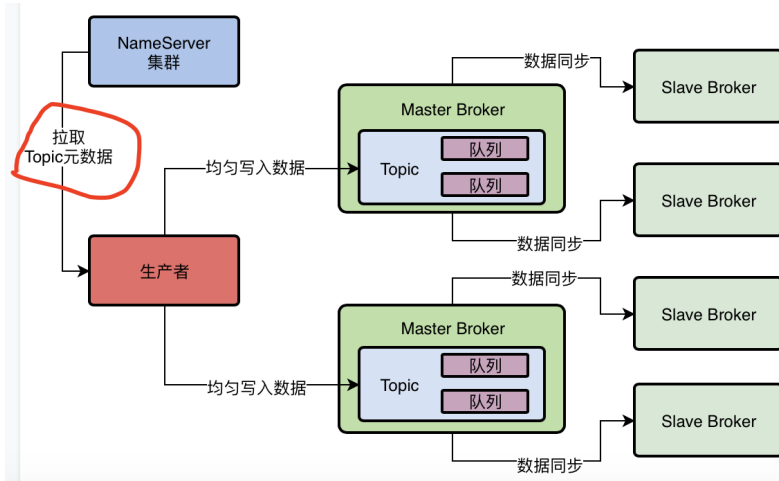 NameServer
集群
数据同步
Slave Broker
Master Broker
拉取
Topic元数据
队列
Topic
均匀写入数据
队列
Slave Broker
数据同步
生产者
数据同步
Slave Broker
Master Broker
队列
Topic
均匀写入数据
队列
Slave Broker
数据同步